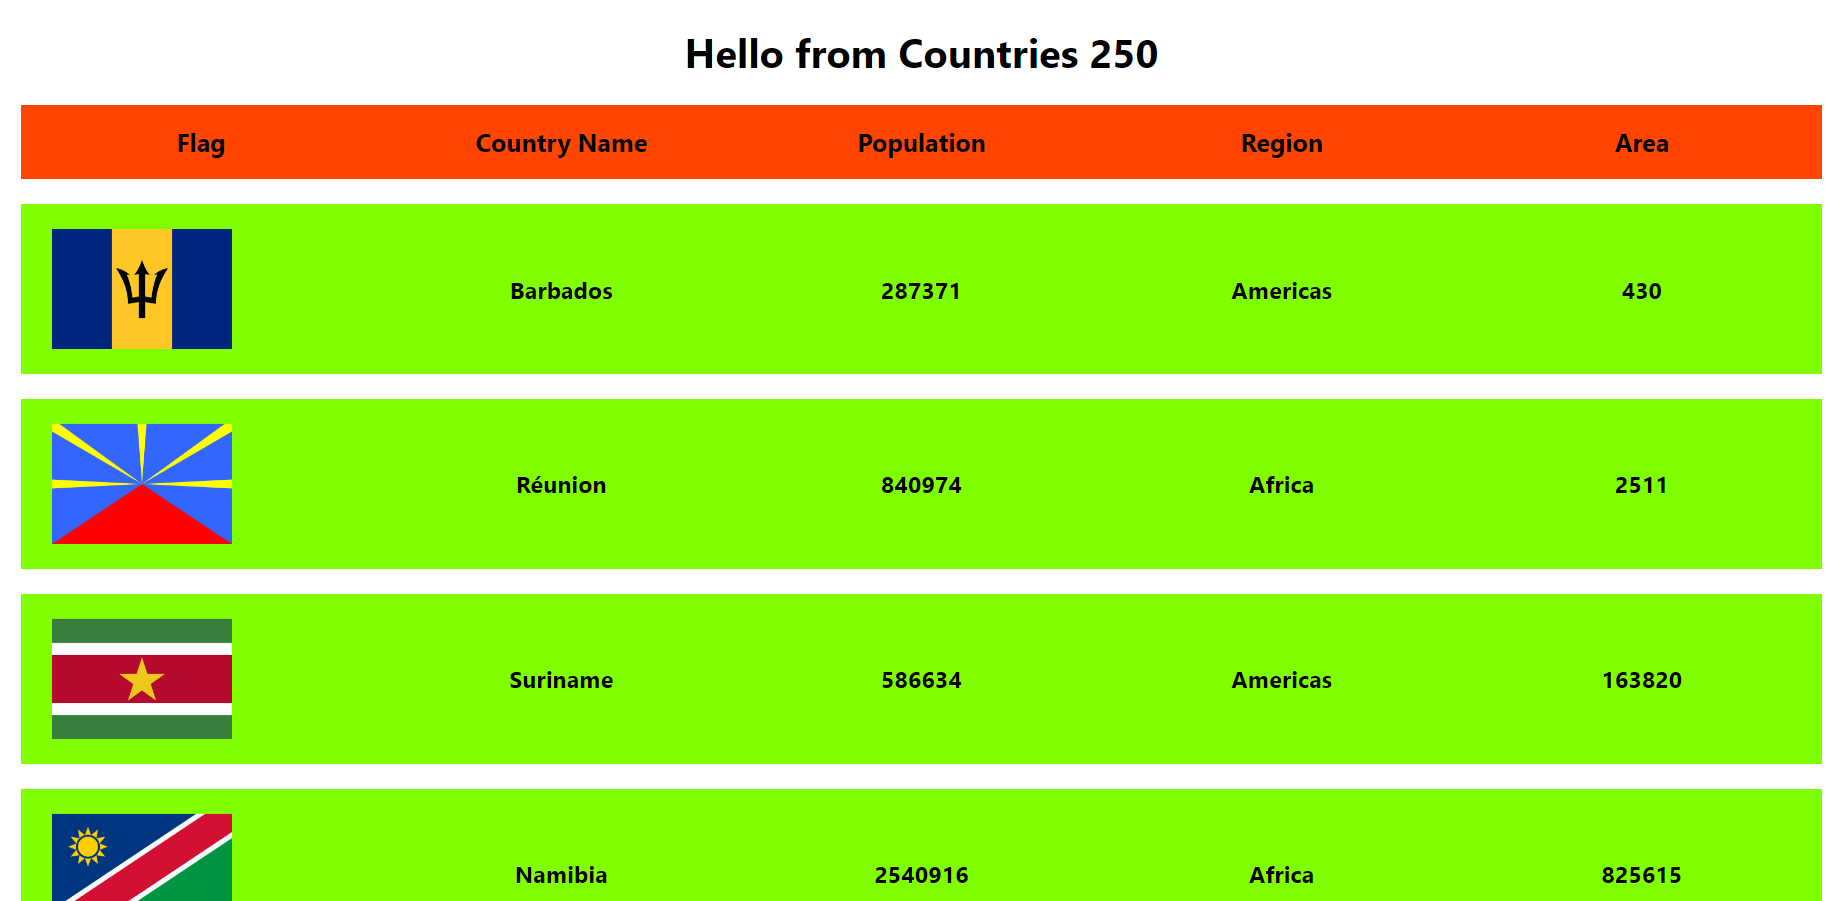 Hello from Countries 250
Flag Country Name Population Region Area
Barbados 287371 Americas 430
Réunion 840974 Africa 2511
Suriname 586634 Americas 163820
Namibia 2540916 Africa 825615